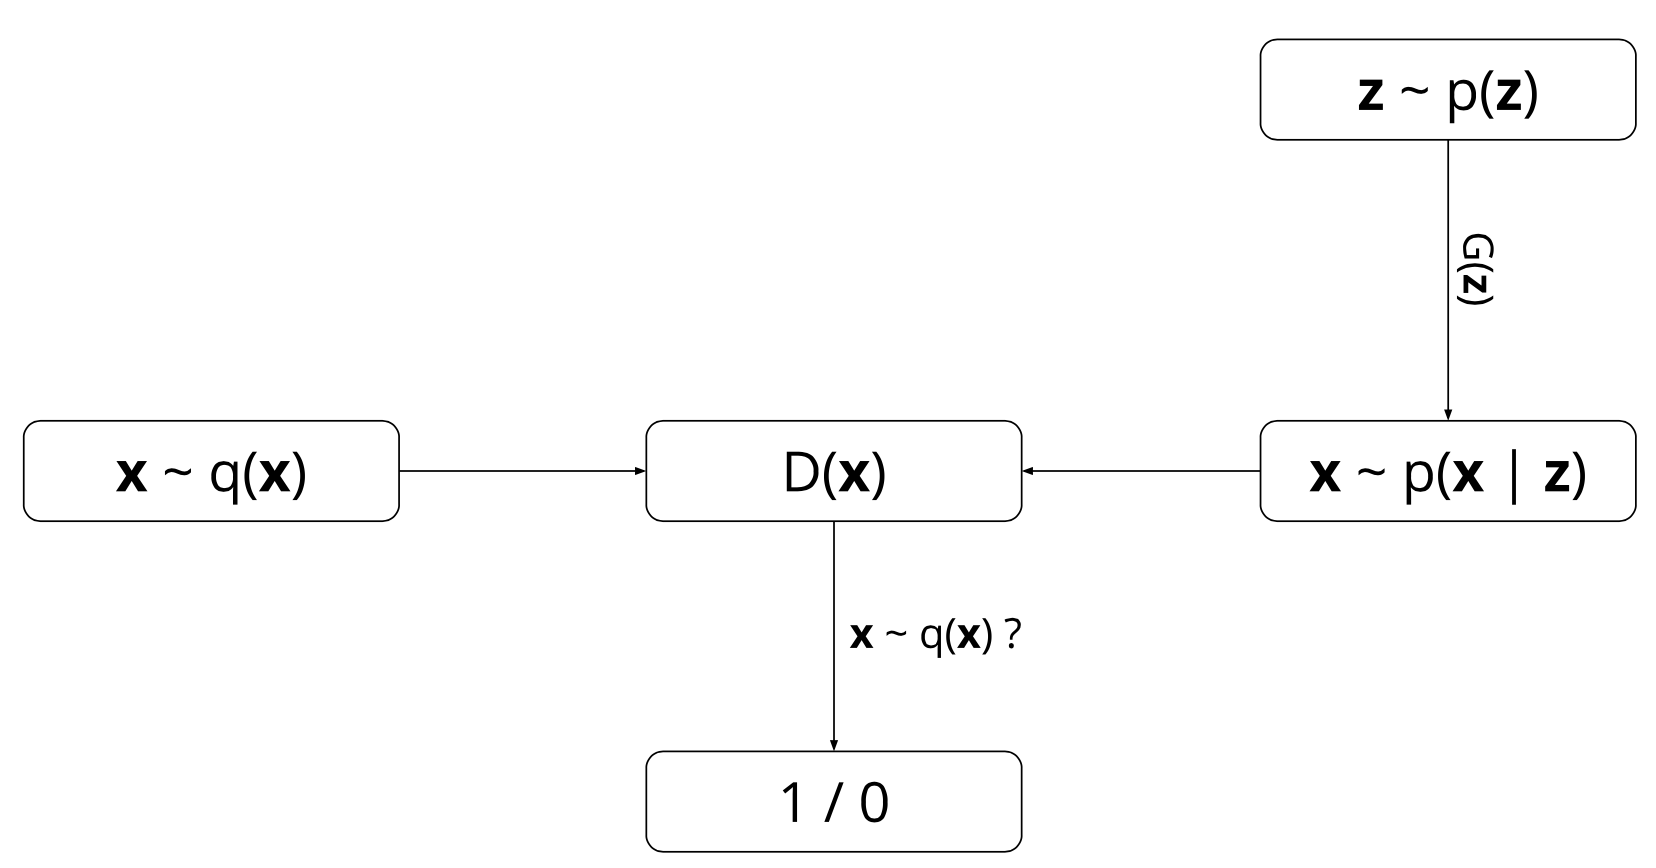 z ~ p(z)
G(z)
x ~ q(x)
D(x)
x ~ p(x | z)
x ~ q(x) ?
1 / 0